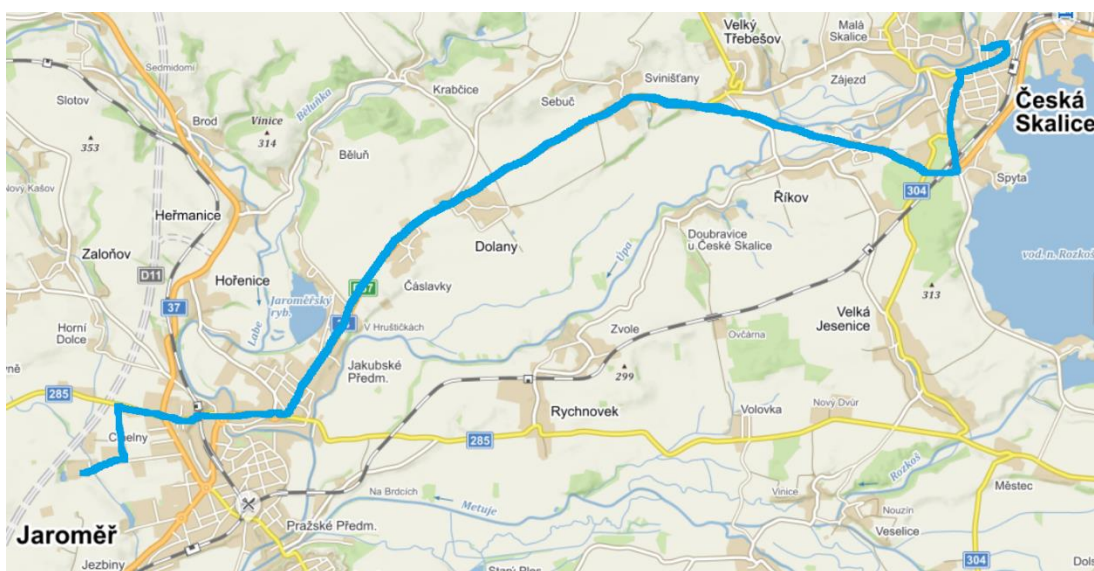 Sedmidomí
Slotov
353
Vinice
314
Brod
Běluňka
Běluň
Krabčice
Sebuč
Svinišťany
Velký
Třebešov
Malá
Skalice
Zájezd
Česká
Skalice
Spyta
304
Říkov
Nový Kašov
Heřmanice
Zaloňov
D11
Hořenice
37
Labe
Jaroměřský
ryb.
Dolany
Čáslavky
V Hruštičkách
Doubravice
u České Skalice
Úpa
vod. n. Rozkoš
313
Velká
Jesenice
Ovčárna
Zvole
299
Horní
Dolce
Jakubské
Předm.
285
Rychnovek
285
Volovka
Nový Dvůr
Cihelny
Na Brdcích
Metuje
Vinice
Rozkoš
Městec
Nouzín
Veselice
Jaroměř
Pražské Předm.
Jezbiny
304